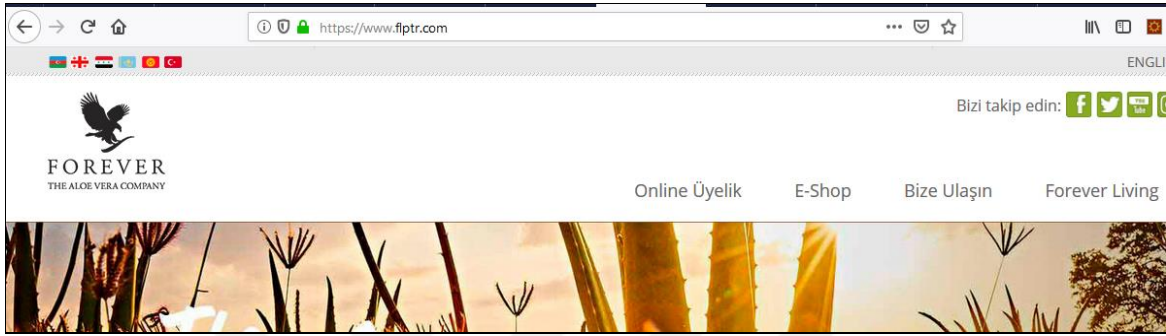 https://www.flptr.com
ENGLI
Bizi takip edin:
FOREVER
THE ALOE VERA COMPANY
Online Üyelik E-Shop Bize Ulaşın Forever Living